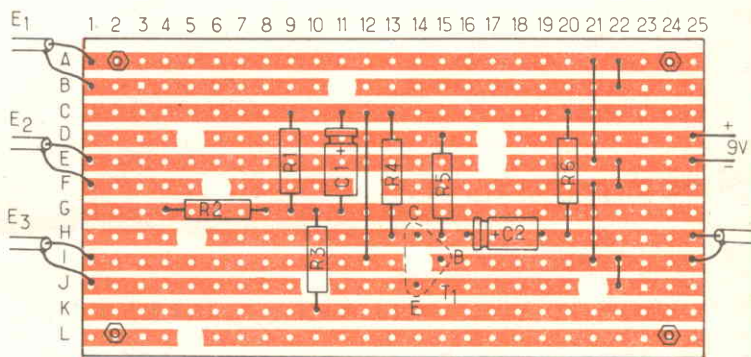 E1
1 2 3 4 5 6 7 8 9 10 11 12 13 14 15 16 17 18 19 20 21 22 23 24 25
A
B
C
E2
D
+
R1
C1+
R4
R5
R6
9V
E
−
F
G
R2
C
E3
H
+C2
I
R3
B
J
E
T1
K
L